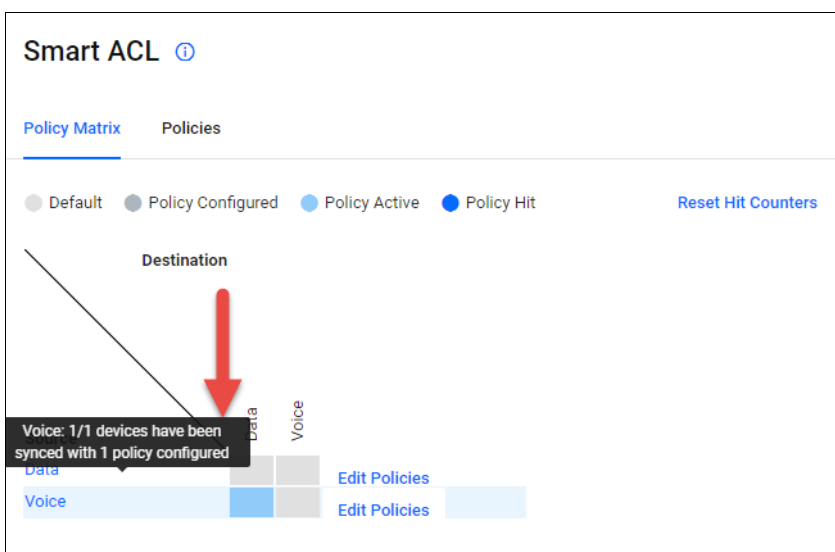 Smart ACL
Policy Matrix Policies
Default Policy Configured Policy Active Policy Hit Reset Hit Counters
Destination
Data Voice
Voice: 1/1 devices have been
synced with 1 policy configured
Data Edit Policies
Voice Edit Policies